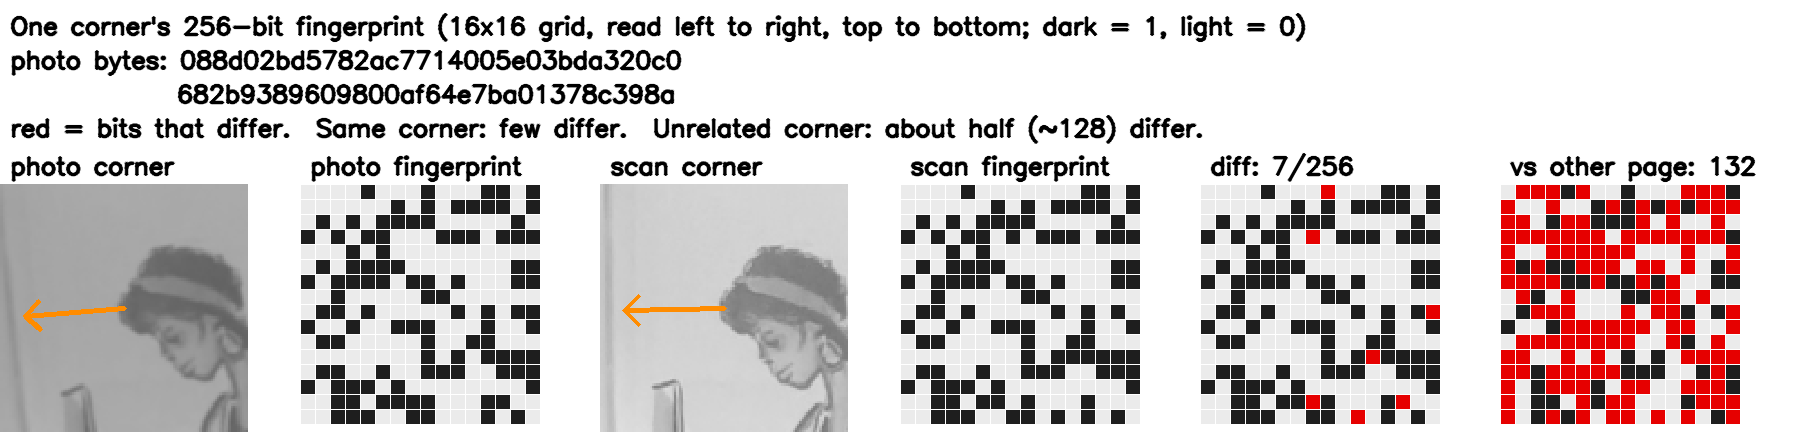 One corner's 256-bit fingerprint (16x16 grid, read left to right, top to bottom; dark = 1, light = 0)
photo bytes: 088d02bd5782ac7714005e03bda320c0
682b9389609800af64e7ba01378c398a
red = bits that differ. Same corner: few differ. Unrelated corner: about half (~128) differ.
photo corner photo fingerprint scan corner scan fingerprint diff: 7/256 vs other page: 132